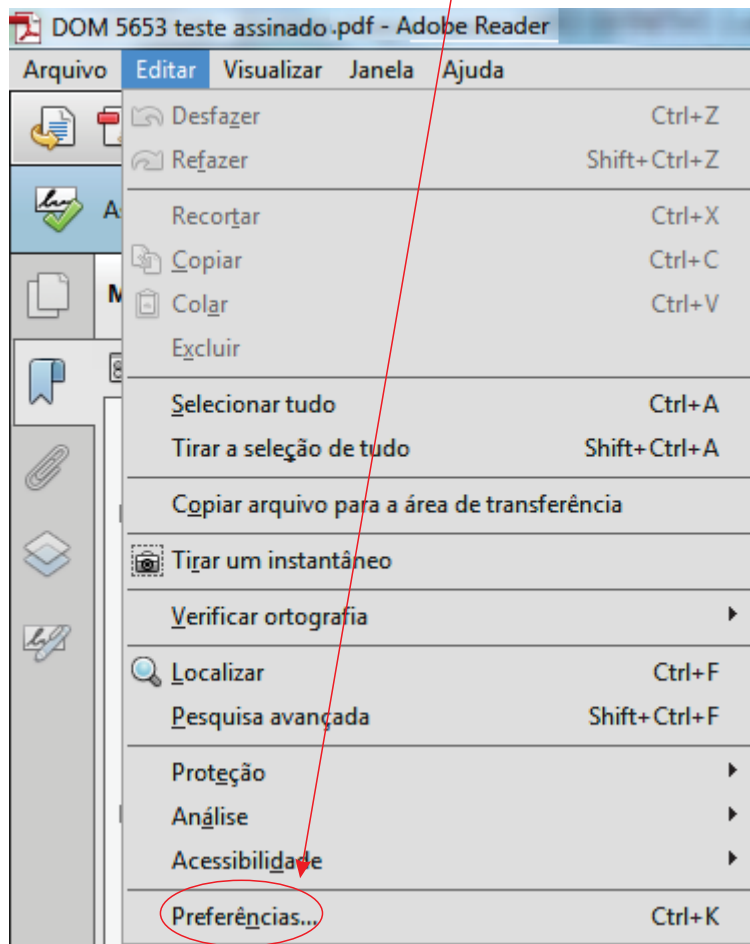 DOM 5653 teste assinado.pdf - Adobe Reader
Arquivo Editar Visualizar Janela Ajuda
Desfazer Ctrl+Z
Refazer Shift+Ctrl+Z
Recortar Ctrl+X
Copiar Ctrl+C
Colar Ctrl+V
Excluir
Selecionar tudo Ctrl+A
Tirar a seleção de tudo Shift+Ctrl+A
Copiar arquivo para a área de transferência
Tirar um instantâneo
Verificar ortografia
Localizar Ctrl+F
Pesquisa avançada Shift+Ctrl+F
Proteção
Análise
Acessibilidade
Preferências... Ctrl+K